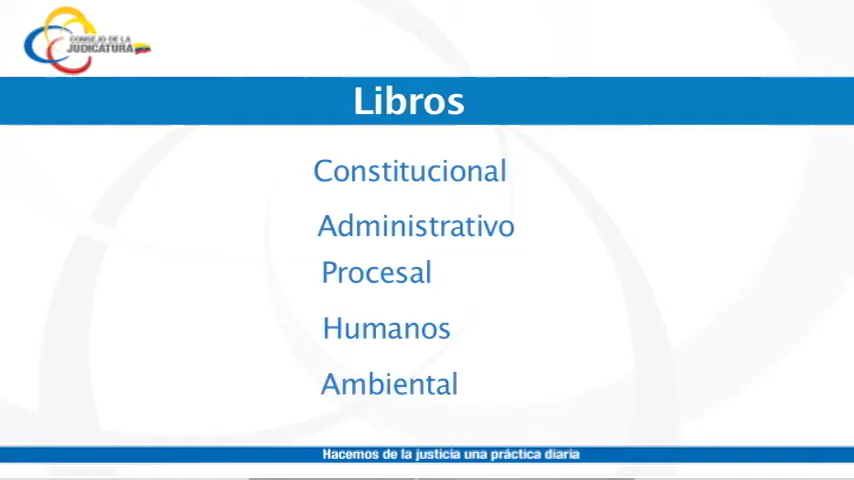 CONSEJO DE LA
JUDICATURA
Libros
Constitucional
Administrativo
Procesal
Humanos
Ambiental
Hacemos de la justicia una práctica diaria